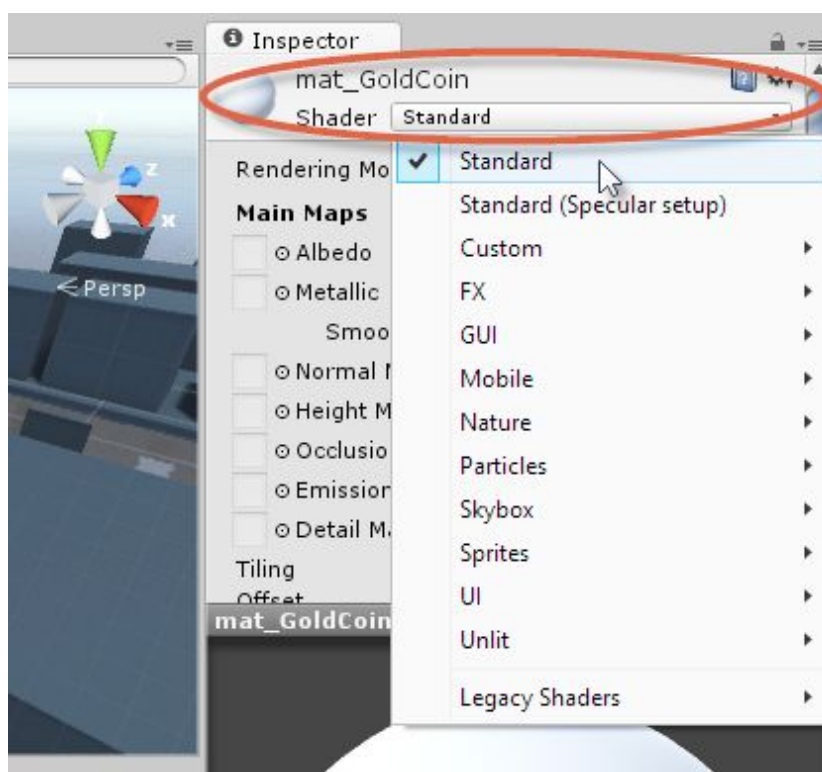 Inspector
mat_GoldCoin
Shader Standard
Rendering Mo
Main Maps
Albedo
Metallic
Smoo
Normal
Height M
Occlusio
Emission
Detail Ma
Tiling
Offset
mat_GoldCoin
Standard
Standard (Specular setup)
Custom
FX
GUI
Mobile
Nature
Particles
Skybox
Sprites
UI
Unlit
Legacy Shaders
y
z
x
Persp